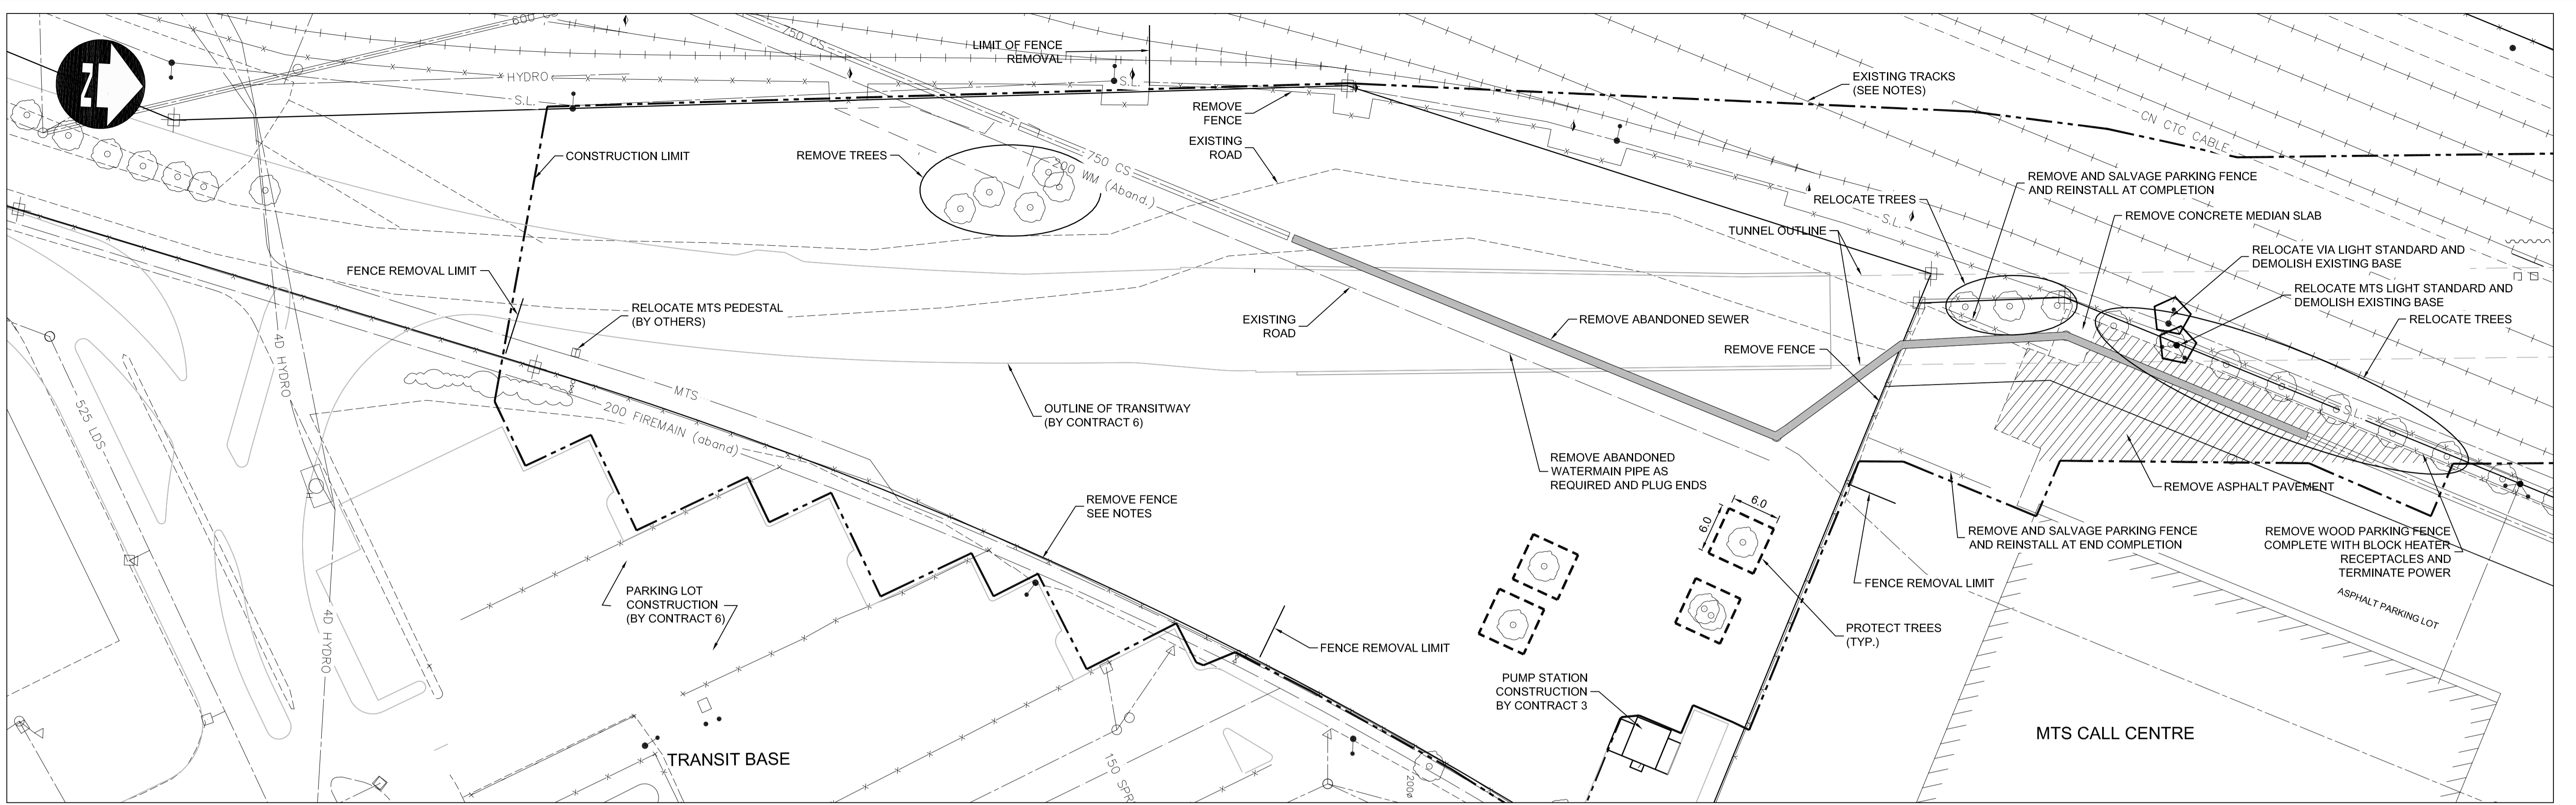 600 CS
750 CS
LIMIT OF FENCE
REMOVAL
HYDRO
S.L.
S.L.
N
EXISTING TRACKS
(SEE NOTES)
REMOVE
FENCE
CN CTC CABLE
EXISTING
ROAD
CONSTRUCTION LIMIT
REMOVE TREES
750 CS
200 WM (Aband.)
REMOVE AND SALVAGE PARKING FENCE
AND REINSTALL AT COMPLETION
RELOCATE TREES
S.L.
REMOVE CONCRETE MEDIAN SLAB
TUNNEL OUTLINE
RELOCATE VIA LIGHT STANDARD AND
DEMOLISH EXISTING BASE
FENCE REMOVAL LIMIT
RELOCATE MTS LIGHT STANDARD AND
DEMOLISH EXISTING BASE
RELOCATE MTS PEDESTAL
(BY OTHERS)
EXISTING
ROAD
REMOVE ABANDONED SEWER
RELOCATE TREES
REMOVE FENCE
4D HYDRO
MTS
525 LDS
200 FIREMAIN (aband)
OUTLINE OF TRANSITWAY
(BY CONTRACT 6)
S.L.
REMOVE ABANDONED
WATERMAIN PIPE AS
REQUIRED AND PLUG ENDS
REMOVE ASPHALT PAVEMENT
REMOVE FENCE
SEE NOTES
6.0
6.0
REMOVE AND SALVAGE PARKING FENCE
AND REINSTALL AT END COMPLETION
REMOVE WOOD PARKING FENCE
COMPLETE WITH BLOCK HEATER
RECEPTACLES AND
TERMINATE POWER
FENCE REMOVAL LIMIT
PARKING LOT
CONSTRUCTION
(BY CONTRACT 6)
ASPHALT PARKING LOT
4D HYDRO
PROTECT TREES
(TYP.)
FENCE REMOVAL LIMIT
PUMP STATION
CONSTRUCTION
BY CONTRACT 3
MTS CALL CENTRE
TRANSIT BASE
150 SPR
200ø